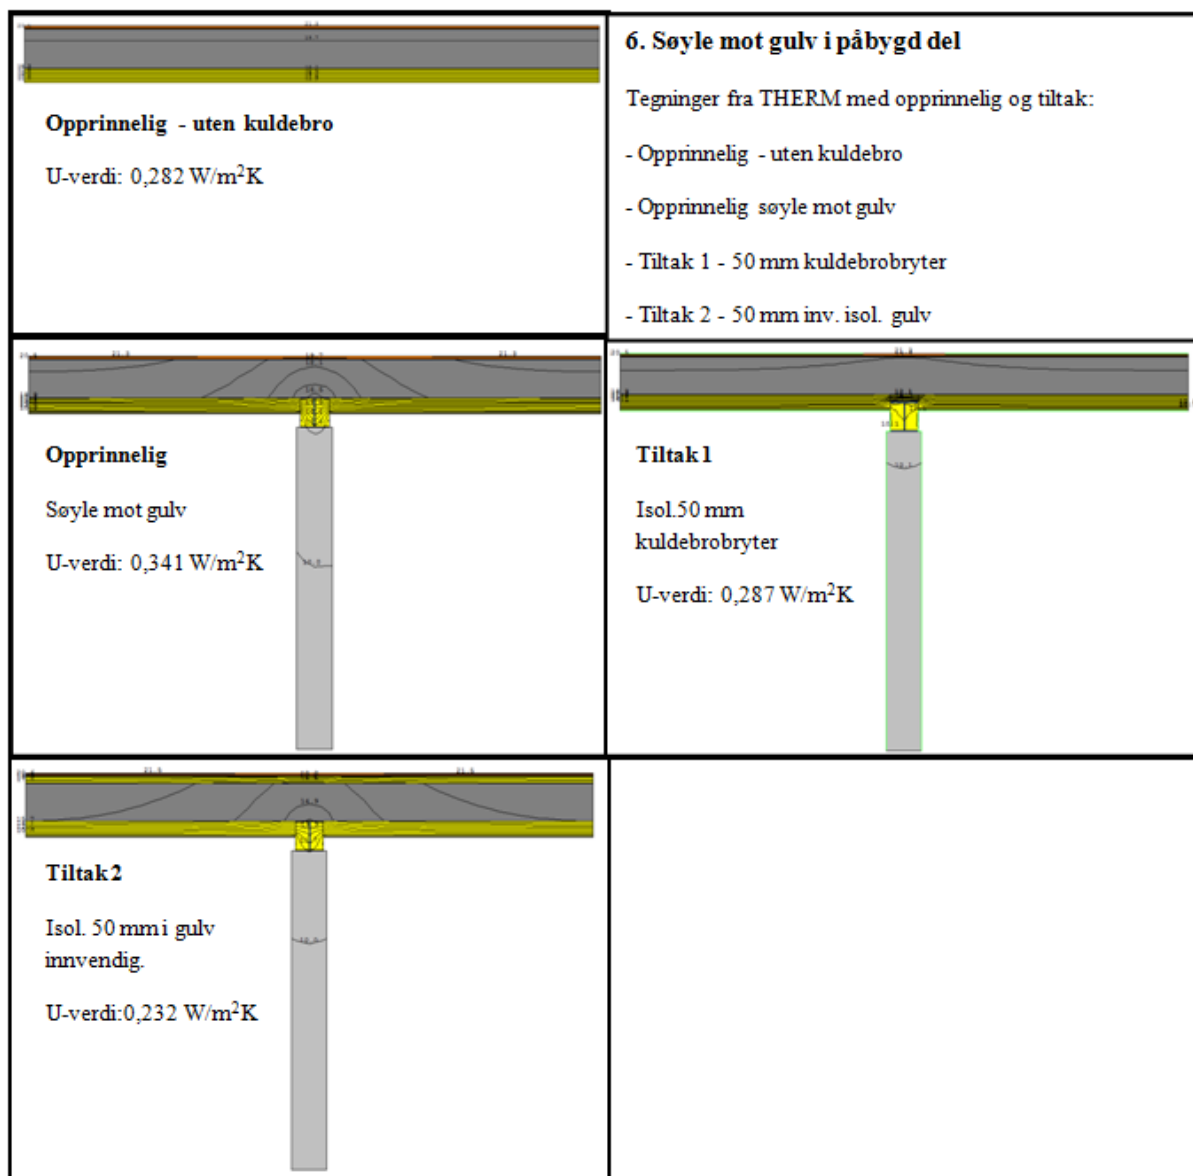 Opprinnelig - uten kuldebro
U-verdi: 0,282 W/m²K
6. Søyle mot gulv i påbygd del
Tegninger fra THERM med opprinnelig og tiltak:
- Opprinnelig - uten kuldebro
- Opprinnelig søyle mot gulv
- Tiltak 1 - 50 mm kuldebrobryter
- Tiltak 2 - 50 mm inv. isol. gulv
Opprinnelig
Søyle mot gulv
U-verdi: 0,341 W/m²K
Tiltak 1
Isol.50 mm
kuldebrobryter
U-verdi: 0,287 W/m²K
Tiltak 2
Isol. 50 mm i gulv
innvendig.
U-verdi:0,232 W/m²K